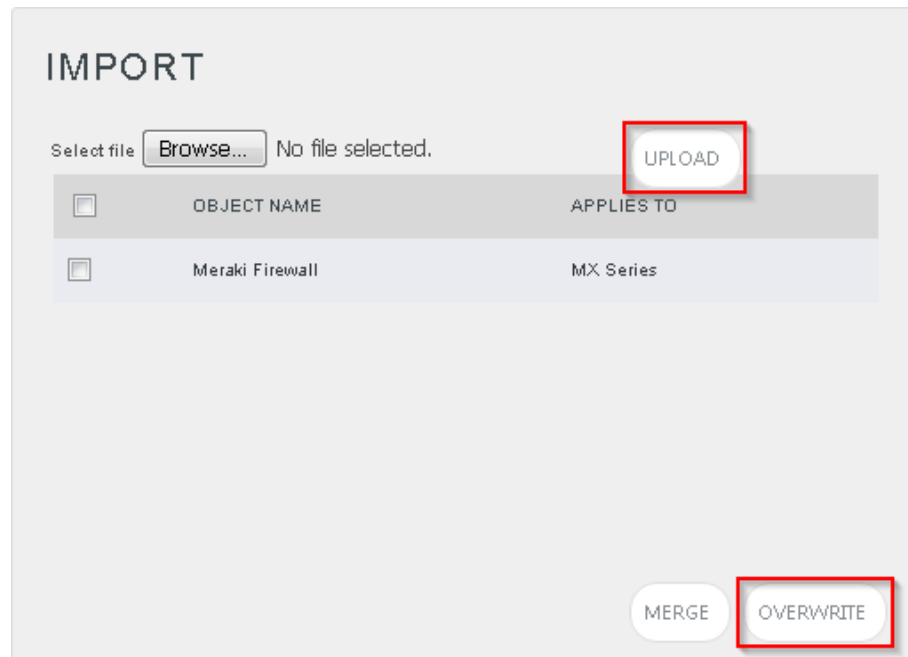 IMPORT
Select file Browse... No file selected. UPLOAD
OBJECT NAME APPLIES TO
Meraki Firewall MX Series
MERGE OVERWRITE